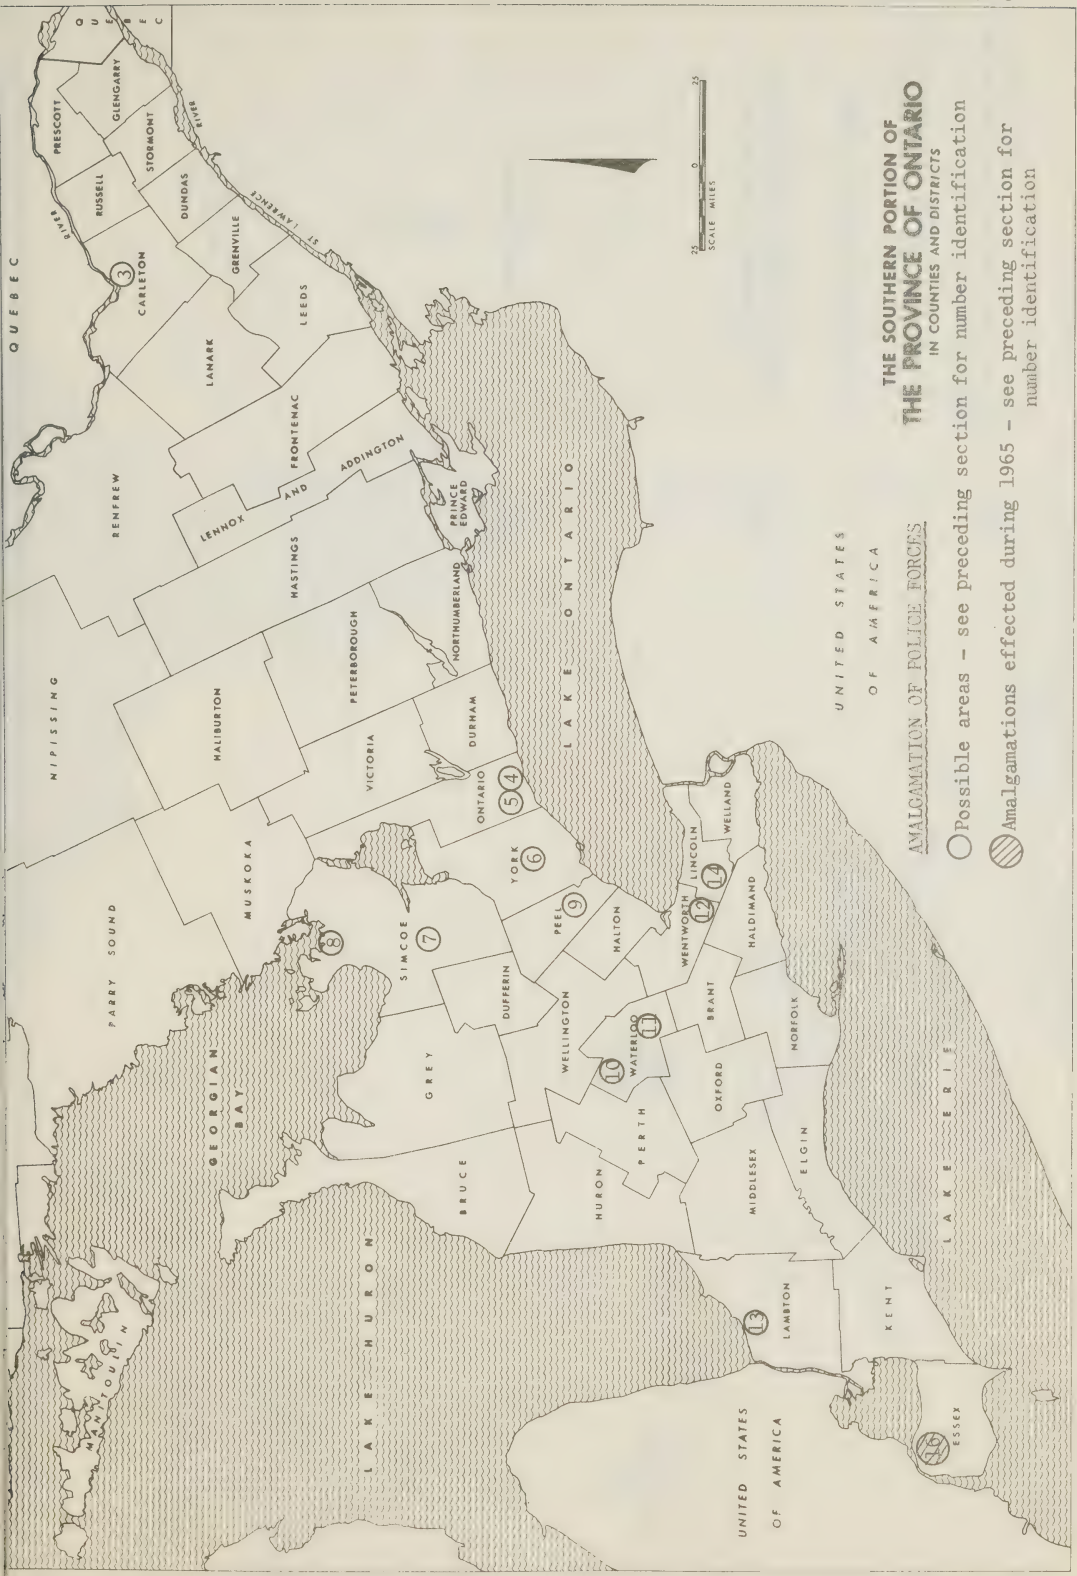 THE SOUTHERN PORTION OF
THE PROVINCE OF ONTARIO
IN COUNTIES AND DISTRICTS
AMALGAMATION OF POLICE FORCES
Possible areas – see preceding section for number identification
Amalgamations effected during 1965 – see preceding section for
number identification
25 0 25
SCALE MILES
QUEBEC
QUEBEC
PRESCOTT
GLENGARRY
STORMONT
RUSSELL
DUNDAS
RIVER
RIVER
ST LAWRENCE
3
CARLETON
GRENVILLE
LEEDS
LANARK
RENFREW
FRONTENAC
LENNOX
AND
ADDINGTON
HASTINGS
PRINCE
EDWARD
NIPISSING
HALIBURTON
PETERBOROUGH
NORTHUMBERLAND
VICTORIA
DURHAM
ONTARIO
5
4
LAKE ONTARIO
PARRY SOUND
MUSKOKA
8
SIMCOE
7
YORK
6
PEEL
9
HALTON
DUFFERIN
GEORGIAN
BAY
GREY
WELLINGTON
WATERLOO
10
11
WENTWORTH
12
LINCOLN
14
WELLAND
HALDIMAND
BRANT
NORFOLK
OXFORD
BRUCE
HURON
PERTH
MIDDLESEX
ELGIN
LAMBTON
13
KENT
ESSEX
16
MANITOULIN
LAKE HURON
LAKE ERIE
UNITED STATES
OF AMERICA
UNITED STATES
OF AMERICA